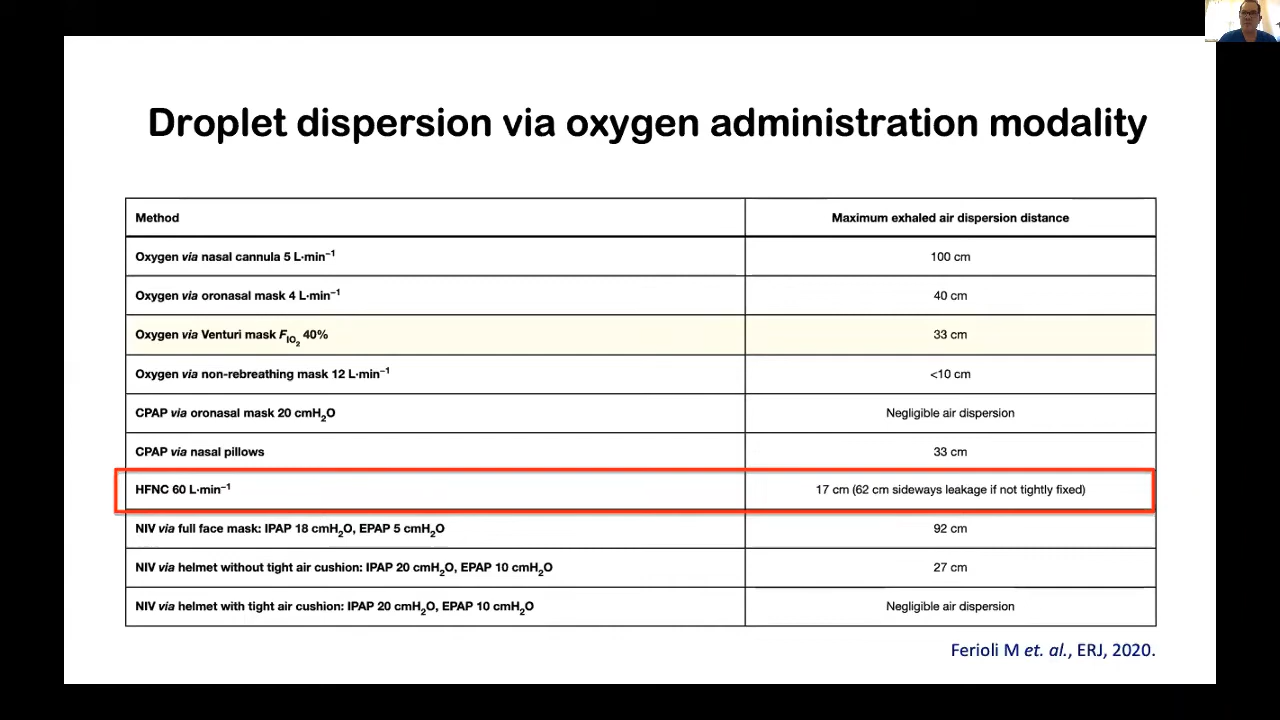 Droplet dispersion via oxygen administration modality
Method Maximum exhaled air dispersion distance
Oxygen via nasal cannula 5 L·min⁻¹ 100 cm
Oxygen via oronasal mask 4 L·min⁻¹ 40 cm
Oxygen via Venturi mask FIO₂ 40% 33 cm
Oxygen via non-rebreathing mask 12 L·min⁻¹ <10 cm
CPAP via oronasal mask 20 cmH₂O Negligible air dispersion
CPAP via nasal pillows 33 cm
HFNC 60 L·min⁻¹ 17 cm (62 cm sideways leakage if not tightly fixed)
NIV via full face mask: IPAP 18 cmH₂O, EPAP 5 cmH₂O 92 cm
NIV via helmet without tight air cushion: IPAP 20 cmH₂O, EPAP 10 cmH₂O 27 cm
NIV via helmet with tight air cushion: IPAP 20 cmH₂O, EPAP 10 cmH₂O Negligible air dispersion
Ferioli M et. al., ERJ, 2020.